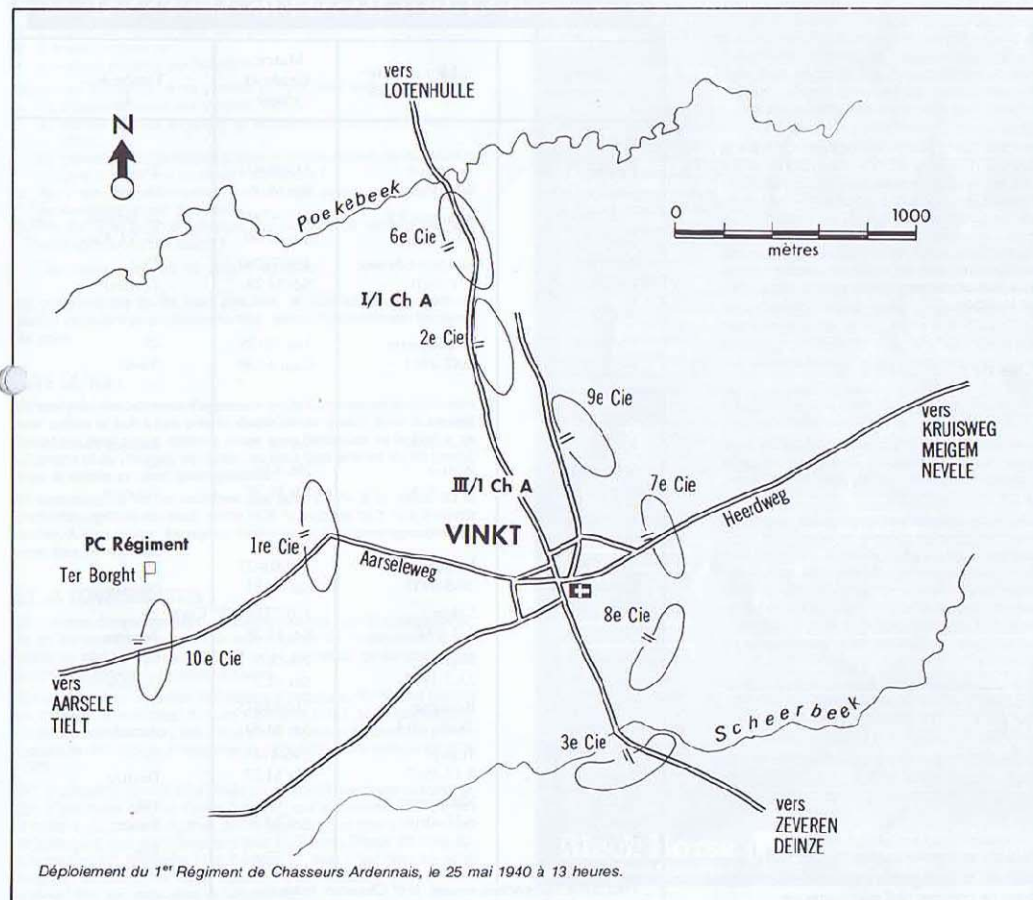 vers
LOTENHULLE
N
Poekebeek
0 1000
mètres
6e Cie
I/1 Ch A
2e Cie
9e Cie
vers
KRUISWEG
MEIGEM
NEVELE
III/1 Ch A
7e Cie
Heerdweg
VINKT
PC Régiment
Ter Borght
1re Cie
Aarseleweg
8e Cie
10e Cie
vers
AARSELE
TIELT
Scheerbeek
3e Cie
vers
ZEVEREN
DEINZE
Déploiement du 1er Régiment de Chasseurs Ardennais, le 25 mai 1940 à 13 heures.